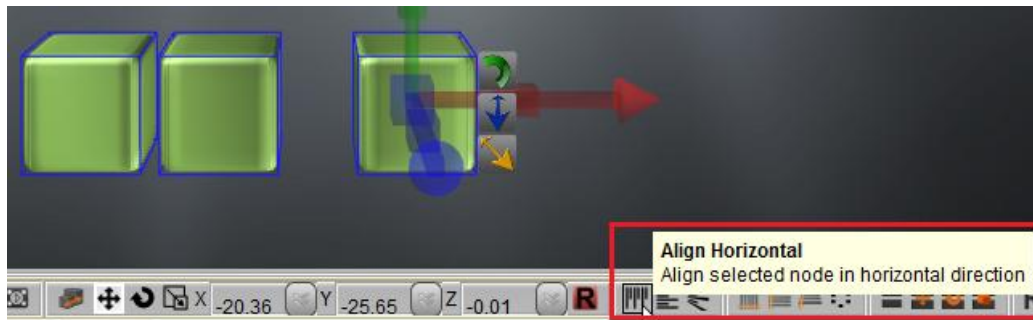 Align Horizontal
Align selected node in horizontal direction
X -20.36 Y -25.65 Z -0.01 R